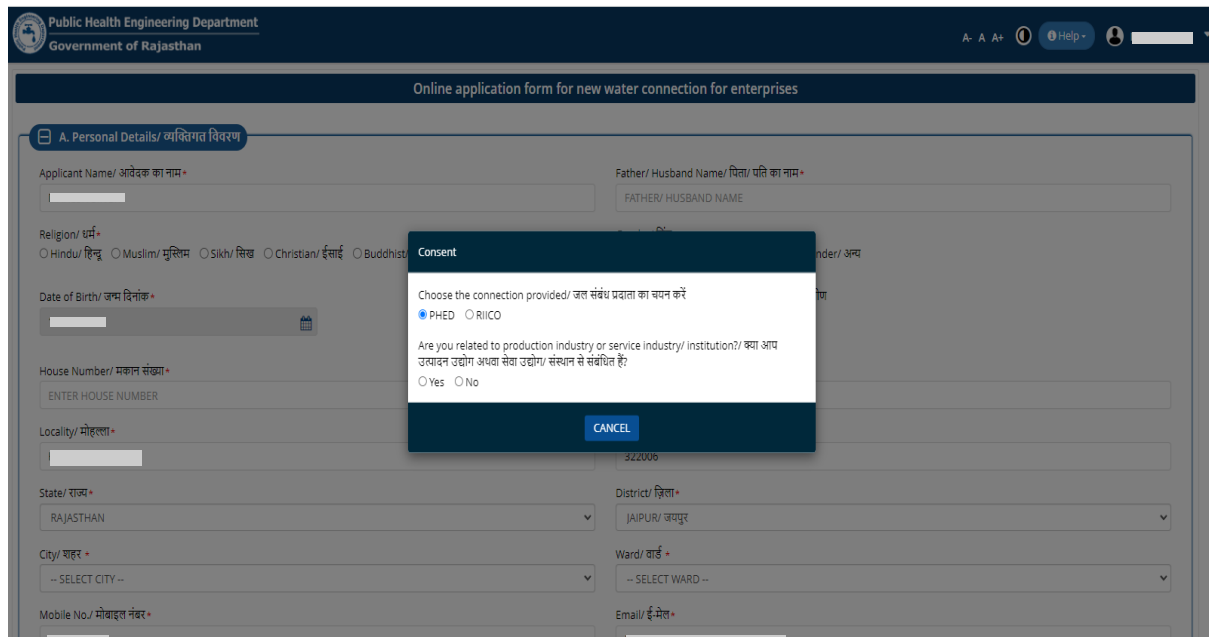 Public Health Engineering Department
Government of Rajasthan
A- A A+ Help
Online application form for new water connection for enterprises
A. Personal Details/ व्यक्तिगत विवरण
Applicant Name/ आवेदक का नाम*
Father/ Husband Name/ पिता/ पति का नाम*
FATHER/ HUSBAND NAME
Religion/ धर्म*
Hindu/ हिन्दू Muslim/ मुस्लिम Sikh/ सिख Christian/ ईसाई Buddhist/
nder/ अन्य
Consent
Choose the connection provided/ जल संबंध प्रदाता का चयन करें
PHED RIICO
Are you related to production industry or service industry/ institution?/ क्या आप
उत्पादन उद्योग अथवा सेवा उद्योग/ संस्थान से संबंधित हैं?
Yes No
CANCEL
Date of Birth/ जन्म दिनांक*
House Number/ मकान संख्या*
ENTER HOUSE NUMBER
Locality/ मोहल्ला*
322006
State/ राज्य*
District/ ज़िला*
RAJASTHAN
JAIPUR/ जयपुर
City/ शहर *
Ward/ वार्ड *
-- SELECT CITY --
-- SELECT WARD --
Mobile No./ मोबाइल नंबर*
Email/ ई-मेल*